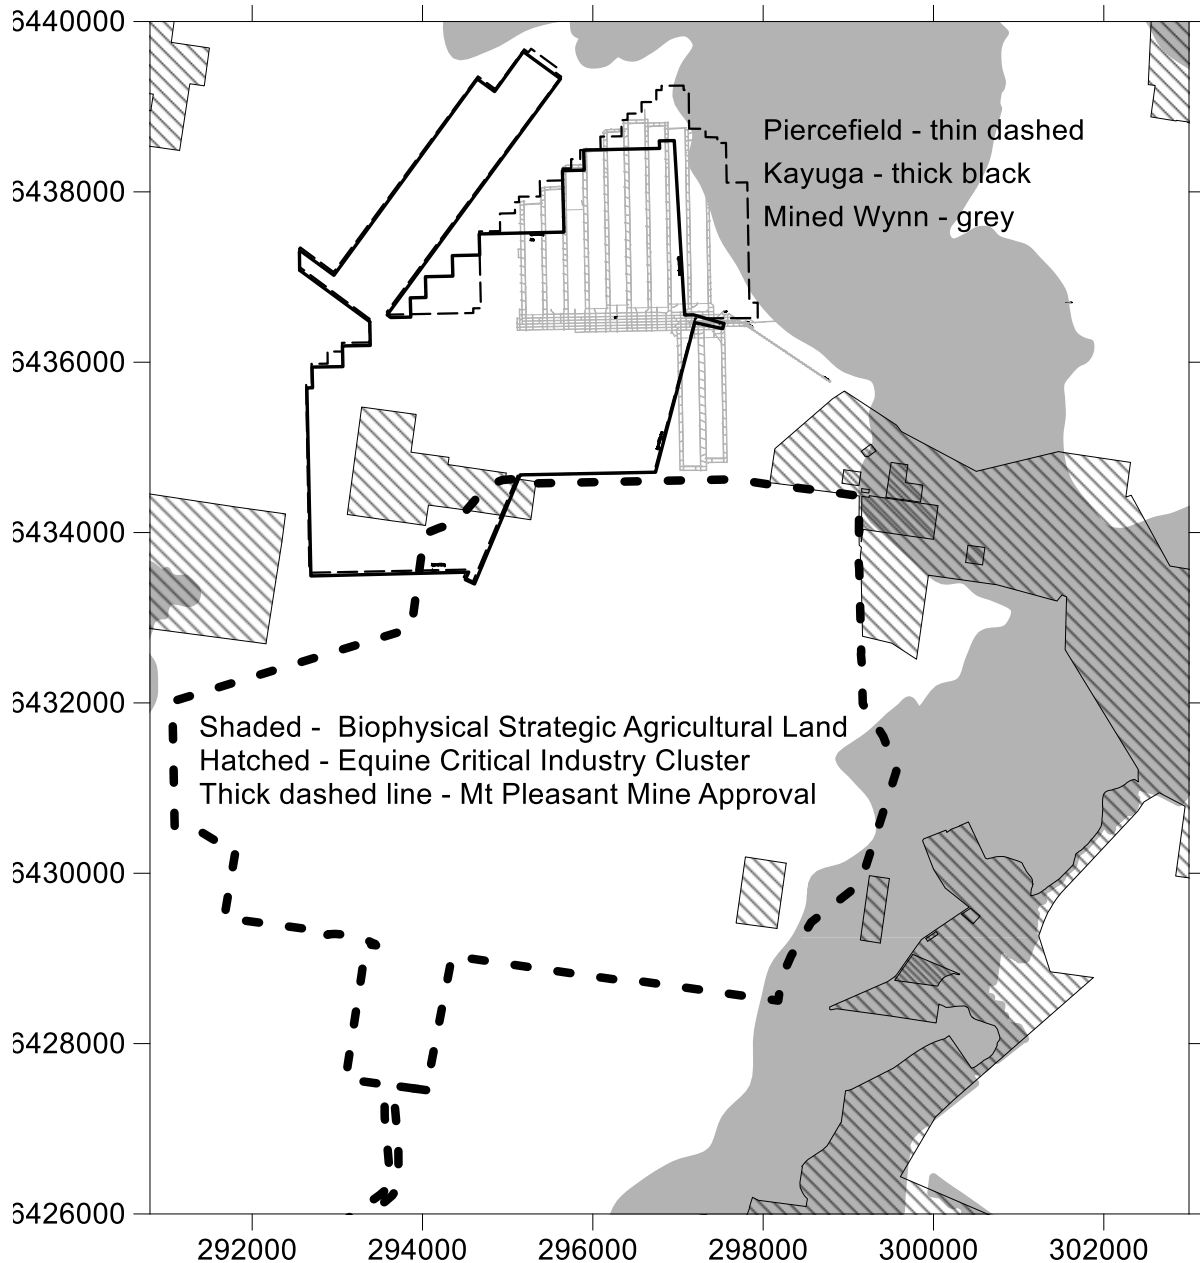 6440000
Piercefield - thin dashed
Kayuga - thick black
6438000
Mined Wynn - grey
6436000
6434000
6432000
Shaded - Biophysical Strategic Agricultural Land
Hatched - Equine Critical Industry Cluster
Thick dashed line - Mt Pleasant Mine Approval
6430000
6428000
6426000
292000 294000 296000 298000 300000 302000